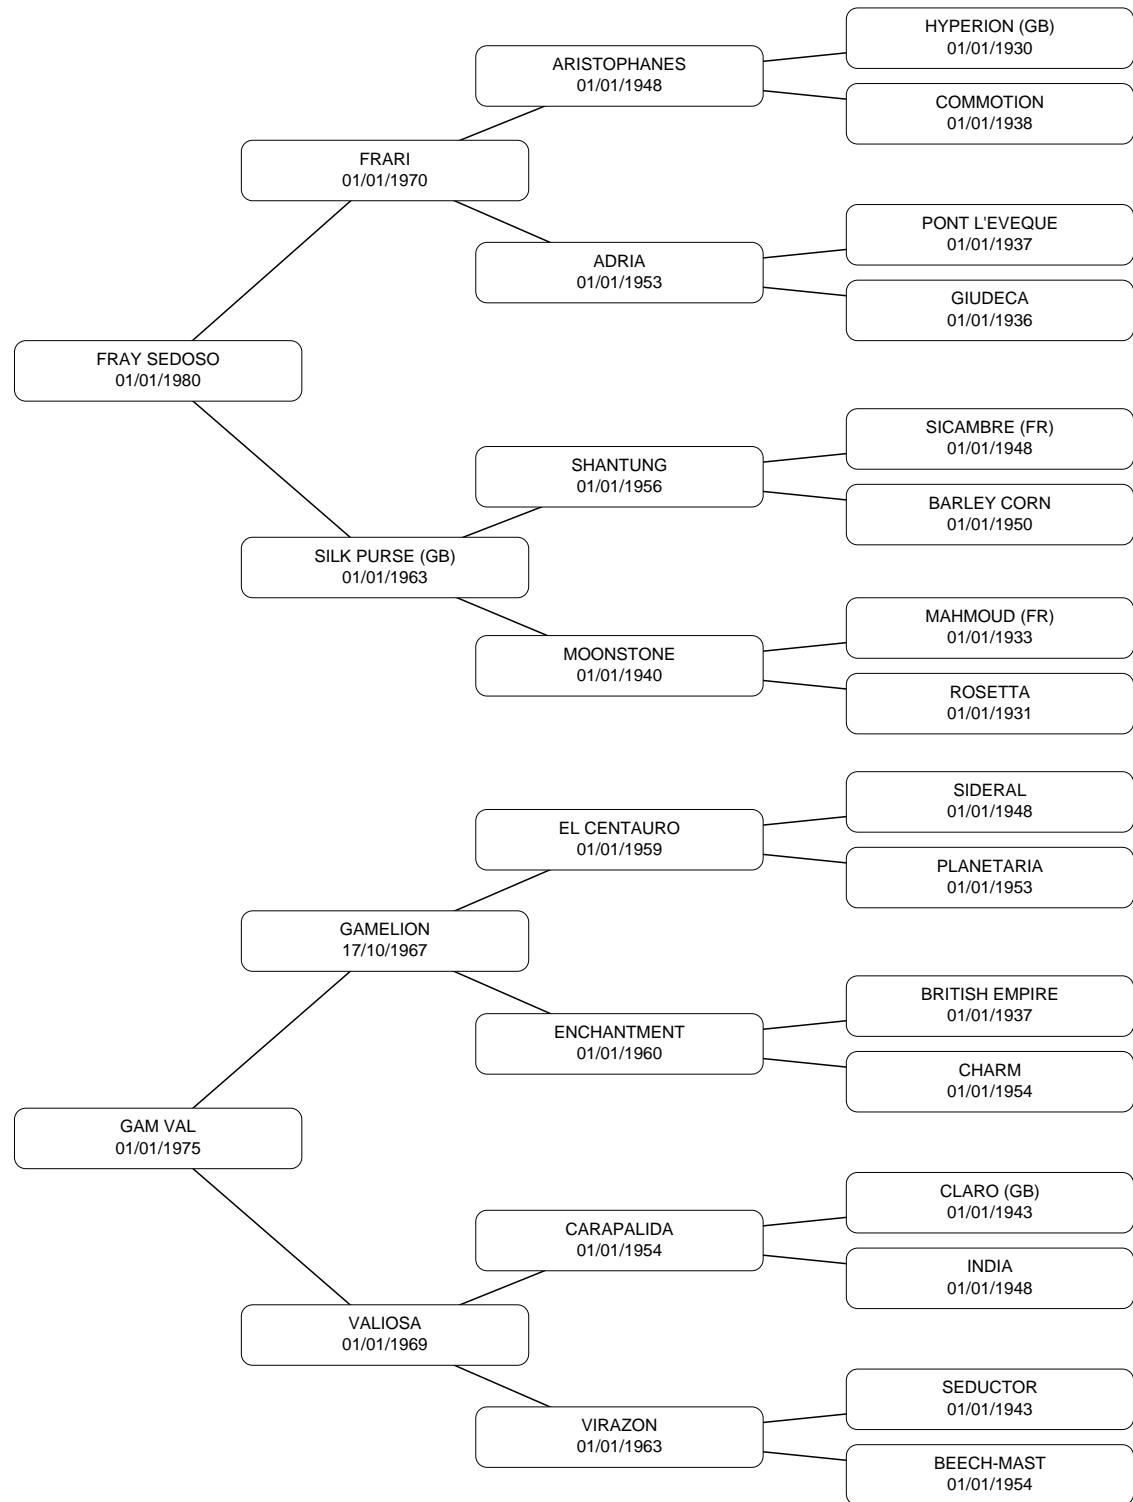 HYPERION (GB)
01/01/1930
ARISTOPHANES
01/01/1948
COMMOTION
01/01/1938
FRARI
01/01/1970
PONT L'EVEQUE
01/01/1937
ADRIA
01/01/1953
GIUDECA
01/01/1936
FRAY SEDOSO
01/01/1980
SICAMBRE (FR)
01/01/1948
SHANTUNG
01/01/1956
BARLEY CORN
01/01/1950
SILK PURSE (GB)
01/01/1963
MAHMOUD (FR)
01/01/1933
MOONSTONE
01/01/1940
ROSETTA
01/01/1931
SIDERAL
01/01/1948
EL CENTAURO
01/01/1959
PLANETARIA
01/01/1953
GAMELION
17/10/1967
BRITISH EMPIRE
01/01/1937
ENCHANTMENT
01/01/1960
CHARM
01/01/1954
GAM VAL
01/01/1975
CLARO (GB)
01/01/1943
CARAPALIDA
01/01/1954
INDIA
01/01/1948
VALIOSA
01/01/1969
SEDUCTOR
01/01/1943
VIRAZON
01/01/1963
BEECH-MAST
01/01/1954